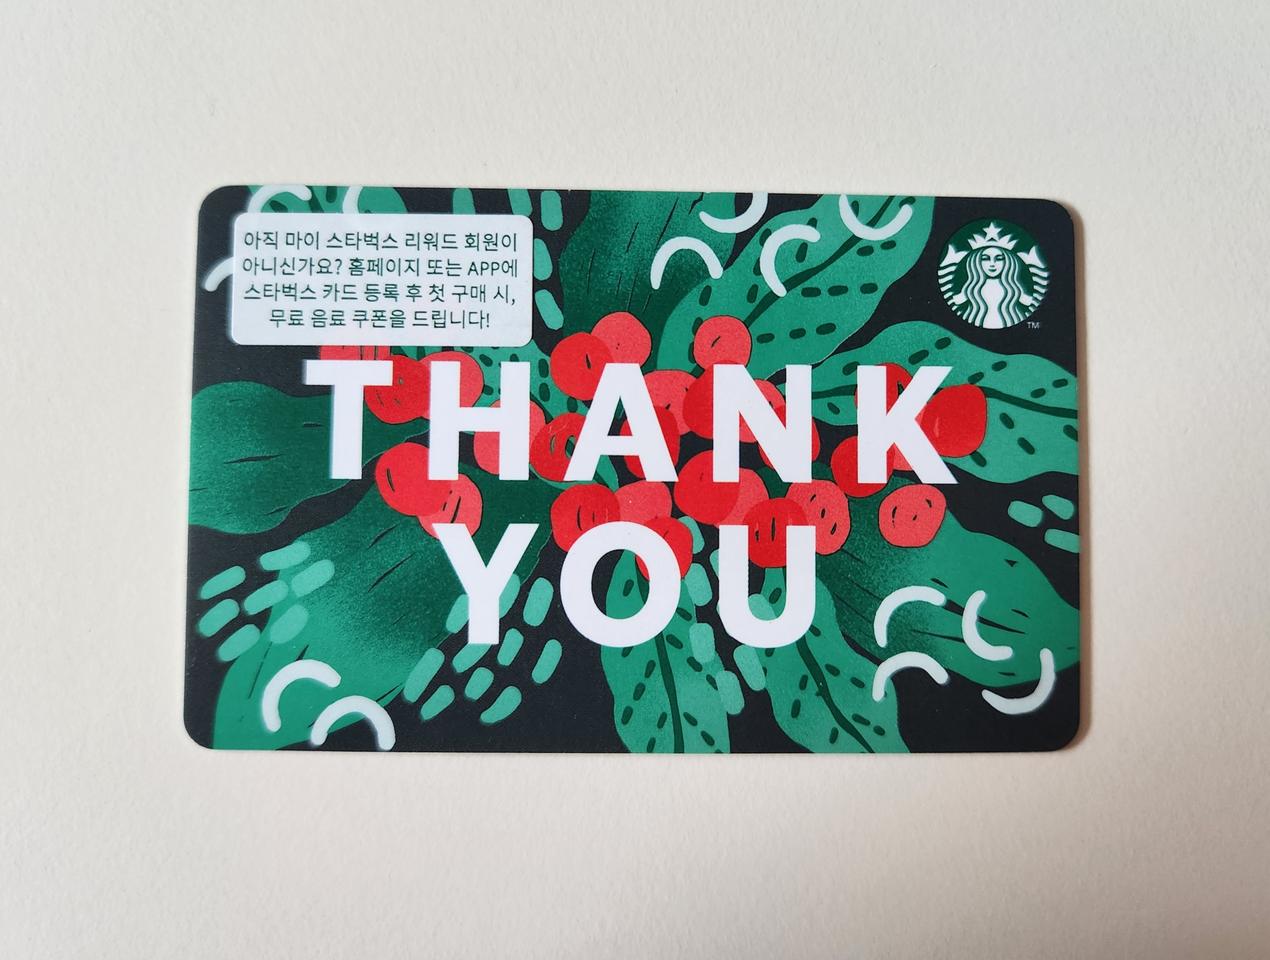 아직 마이 스타벅스 리워드 회원이
아니신가요? 홈페이지 또는 APP에
스타벅스 카드 등록 후 첫 구매 시,
무료 음료 쿠폰을 드립니다!
TM
THANK
YOU